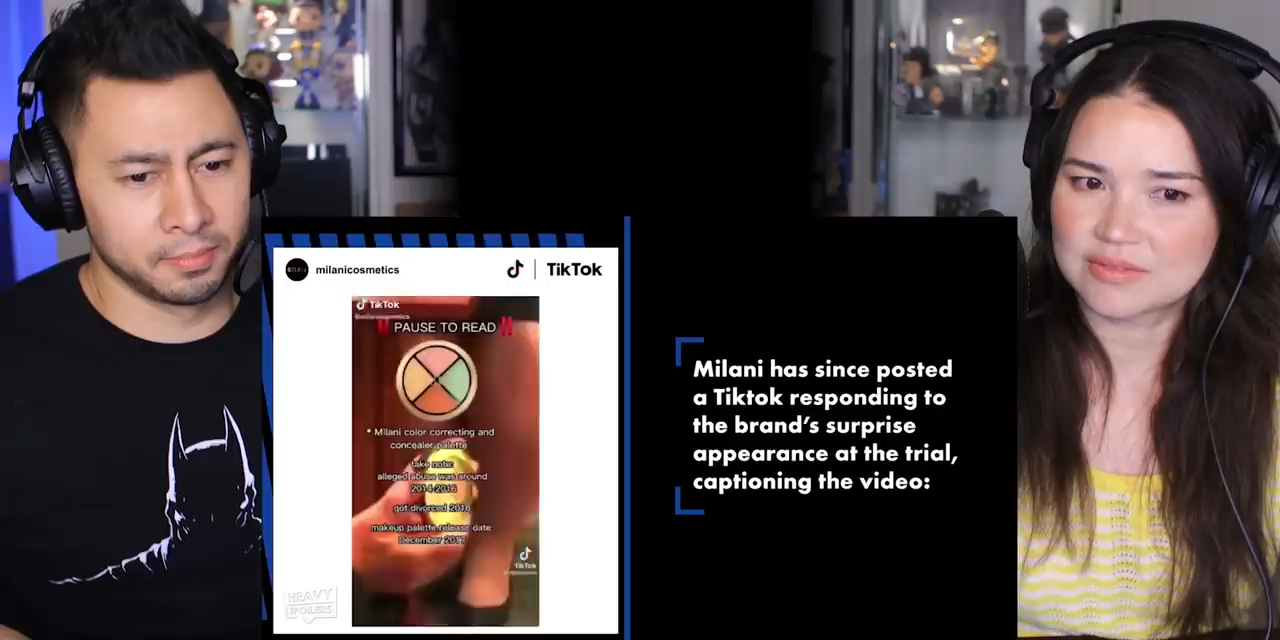 milanicosmetics
TikTok
TikTok
PAUSE TO READ
* Milani color correcting and
concealer palette
take note:
alleged abuse was around
2014-2016
got divorced 2016
makeup palette release date:
December 2017
TikTok
HEAVY
SPOILERS
Milani has since posted
a Tiktok responding to
the brand’s surprise
appearance at the trial,
captioning the video: